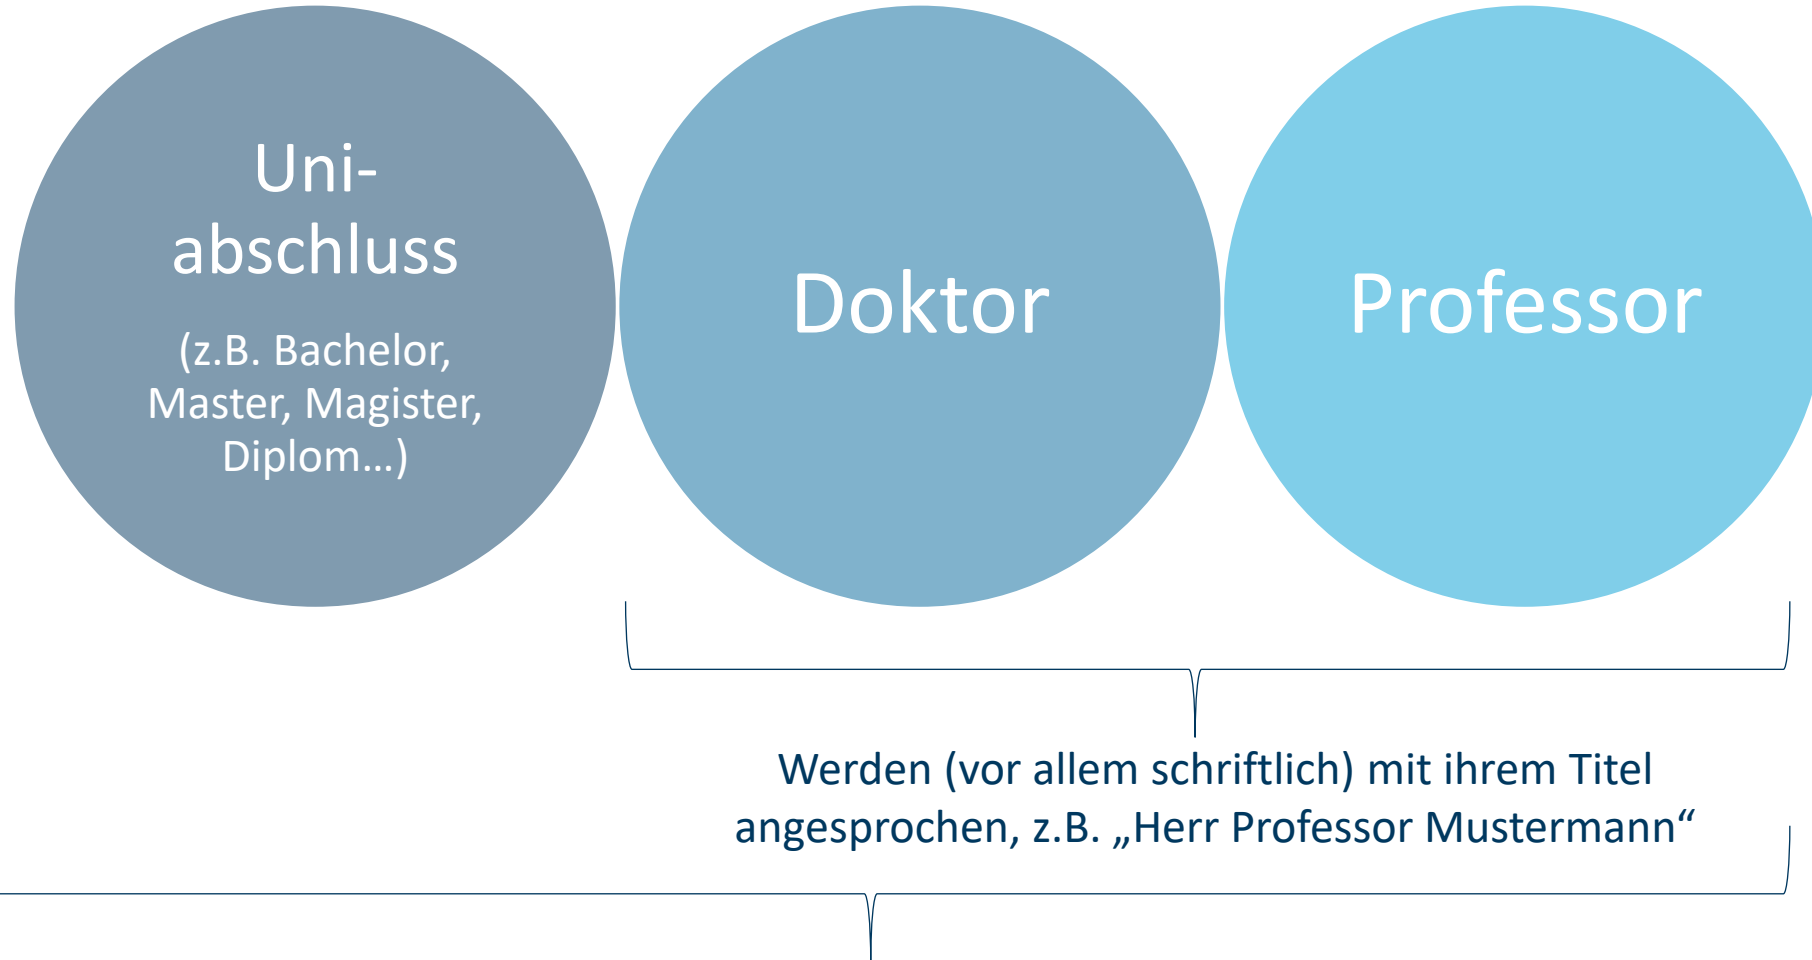 Uni-
abschluss
(z.B. Bachelor,
Master, Magister,
Diplom…)
Doktor
Professor
Werden (vor allem schriftlich) mit ihrem Titel
angesprochen, z.B. „Herr Professor Mustermann“